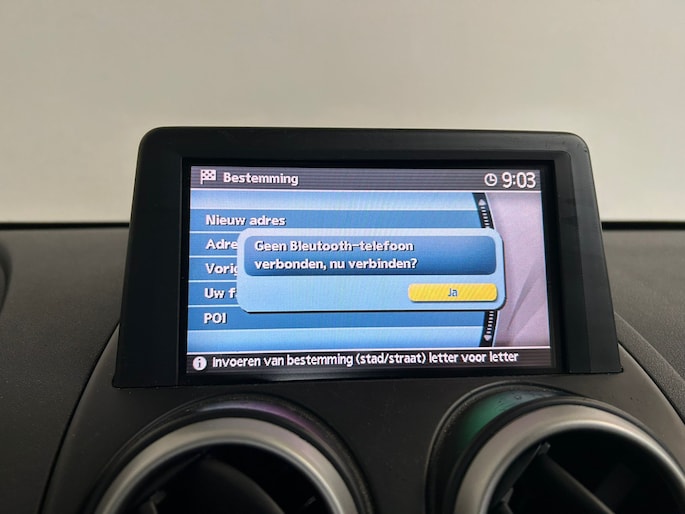 Bestemming
9:03
Nieuw adres
Geen Bleutooth-telefoon
verbonden, nu verbinden?
Adre
Vorig
Ja
Uw f
POI
Invoeren van bestemming (stad/straat) letter voor letter